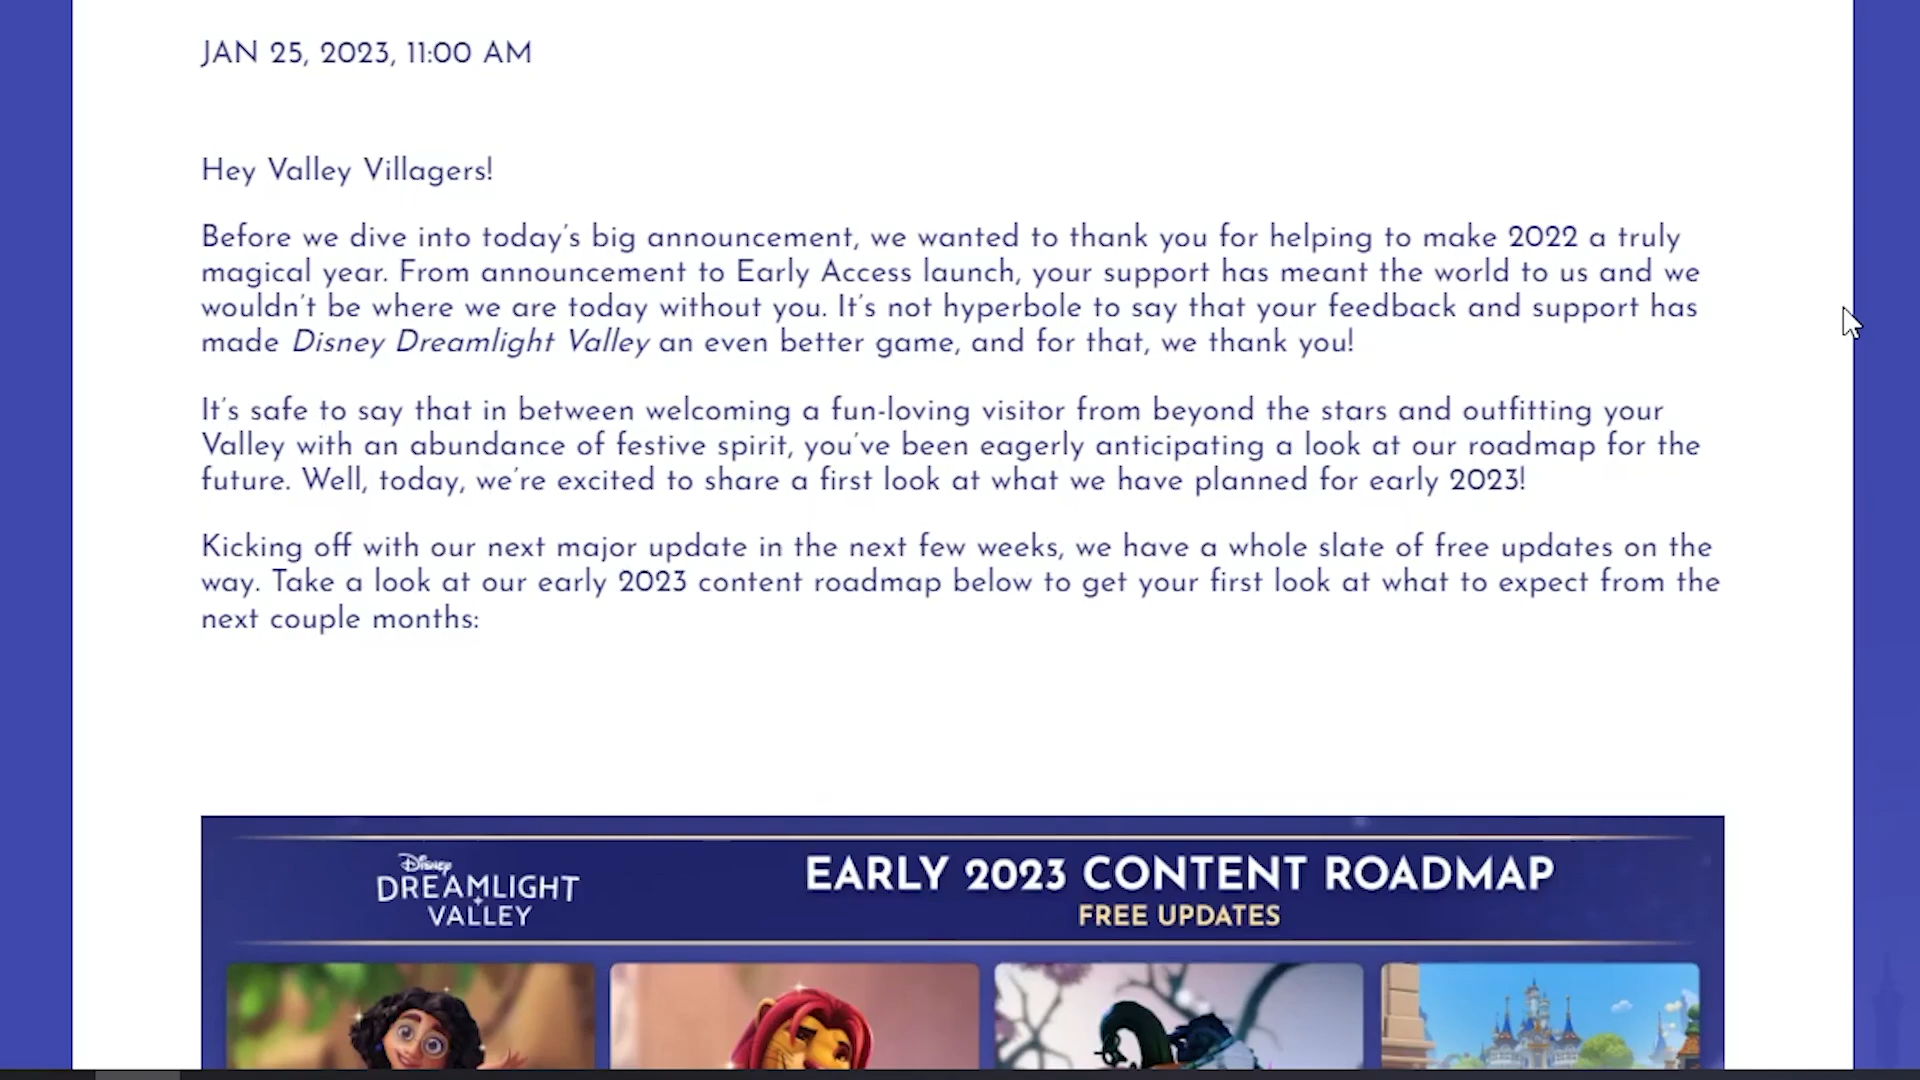 JAN 25, 2023, 11:00 AM
Hey Valley Villagers!
Before we dive into today's big announcement, we wanted to thank you for helping to make 2022 a truly
magical year. From announcement to Early Access launch, your support has meant the world to us and we
wouldn't be where we are today without you. It's not hyperbole to say that your feedback and support has
made Disney Dreamlight Valley an even better game, and for that, we thank you!
It's safe to say that in between welcoming a fun-loving visitor from beyond the stars and outfitting your
Valley with an abundance of festive spirit, you've been eagerly anticipating a look at our roadmap for the
future. Well, today, we're excited to share a first look at what we have planned for early 2023!
Kicking off with our next major update in the next few weeks, we have a whole slate of free updates on the
way. Take a look at our early 2023 content roadmap below to get your first look at what to expect from the
next couple months:
Disney
DREAMLIGHT
VALLEY
EARLY 2023 CONTENT ROADMAP
FREE UPDATES